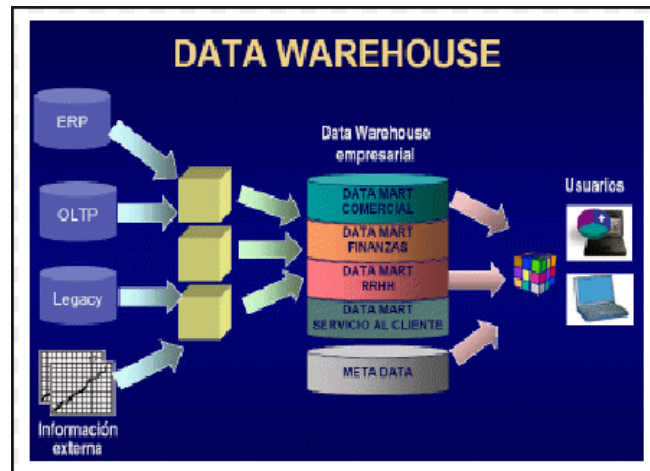 DATA WAREHOUSE
ERP
OLTP
Legacy
Información
externa
Data Warehouse
empresarial
DATA MART
COMERCIAL
DATA MART
FINANZAS
DATA MART
RRHH
DATA MART
SERVICIO AL CLIENTE
META DATA
Usuarios